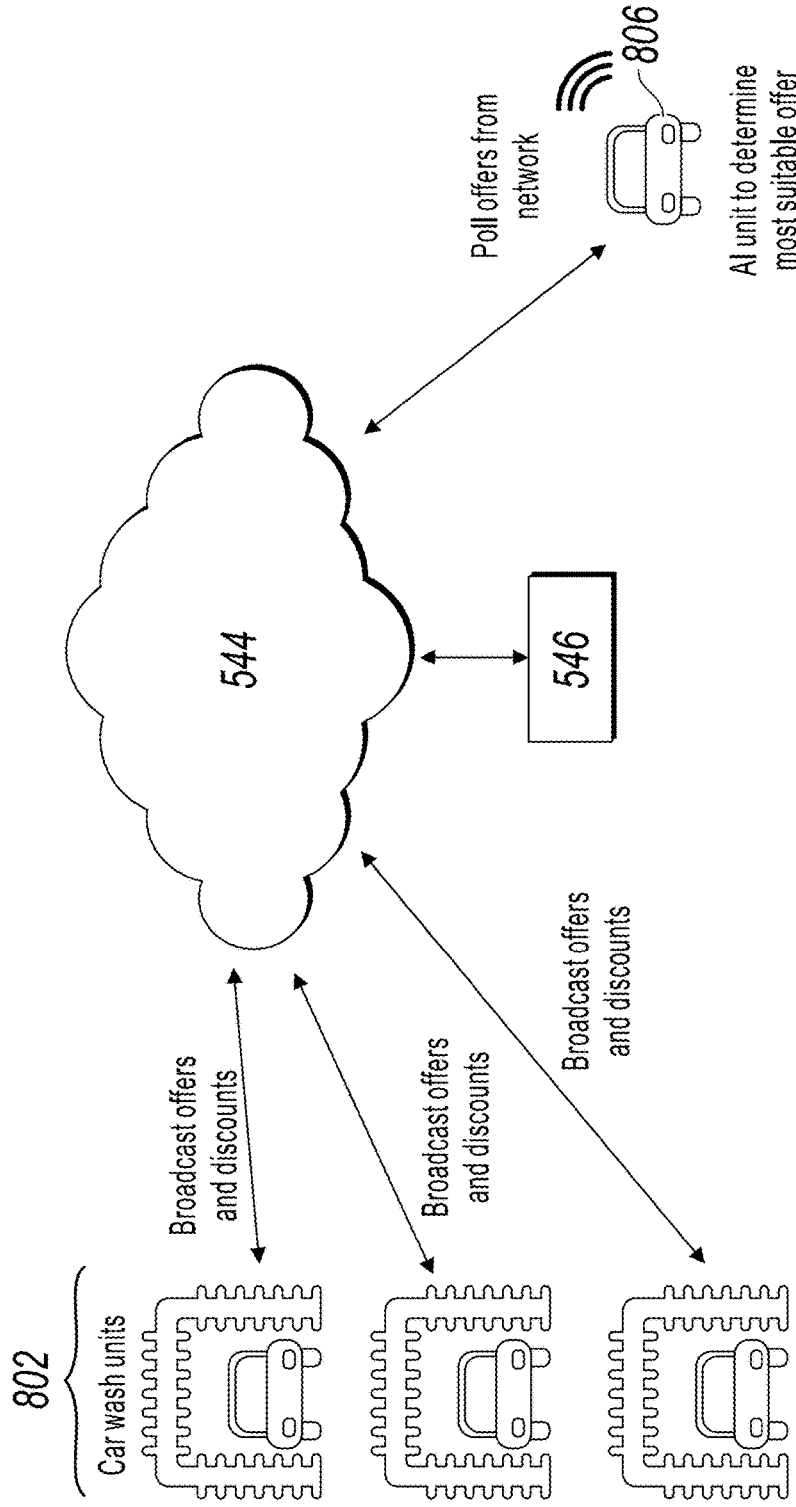 802
Car wash units
Broadcast offers
and discounts
Broadcast offers
and discounts
Broadcast offers
and discounts
544
546
Poll offers from
network
806
AI unit to determine
most suitable offer